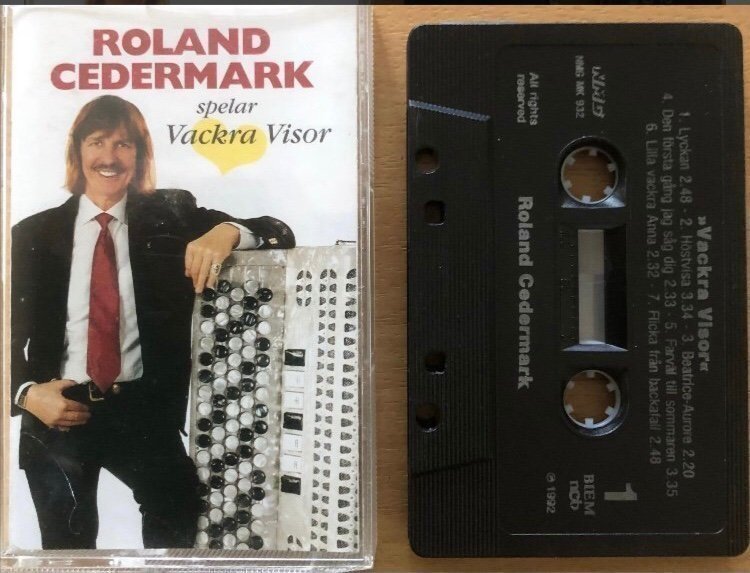 ROLAND
CEDERMARK
spelar
Vackra Visor
»Vackra Visor«
1. Lyckan 2.48 - 2. Höstvisa 3.34 - 3. Beatrice-Aurore 2.20
4. Den första gång jag såg dig 2.33 - 5. Farväl till sommaren 3.35
6. Lilla vackra Anna 2.32 - 7. Flicka från backafall 2.48
NMG MK 932
All rights
reserved
Roland Cedermark
1
BIEM
ncb
℗ 1992